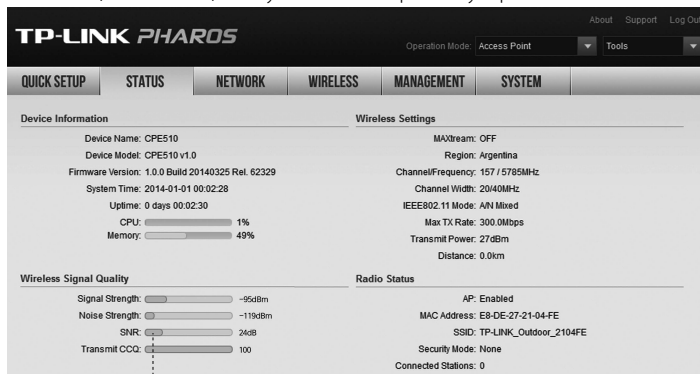 TP-LINK PHAROS
About Support Log Out
Operation Mode: Access Point Tools
QUICK SETUP STATUS NETWORK WIRELESS MANAGEMENT SYSTEM
Device Information
Device Name: CPE510
Device Model: CPE510 v1.0
Firmware Version: 1.0.0 Build 20140325 Rel. 62329
System Time: 2014-01-01 00:02:28
Uptime: 0 days 00:02:30
CPU: 1%
Memory: 49%
Wireless Settings
MAXtream: OFF
Region: Argentina
Channel/Frequency: 157 / 5785MHz
Channel Width: 20/40MHz
IEEE802.11 Mode: A/N Mixed
Max TX Rate: 300.0Mbps
Transmit Power: 27dBm
Distance: 0.0km
Wireless Signal Quality
Signal Strength: -95dBm
Noise Strength: -119dBm
SNR: 24dB
Transmit CCQ: 100
Radio Status
AP: Enabled
MAC Address: E8-DE-27-21-04-FE
SSID: TP-LINK_Outdoor_2104FE
Security Mode: None
Connected Stations: 0